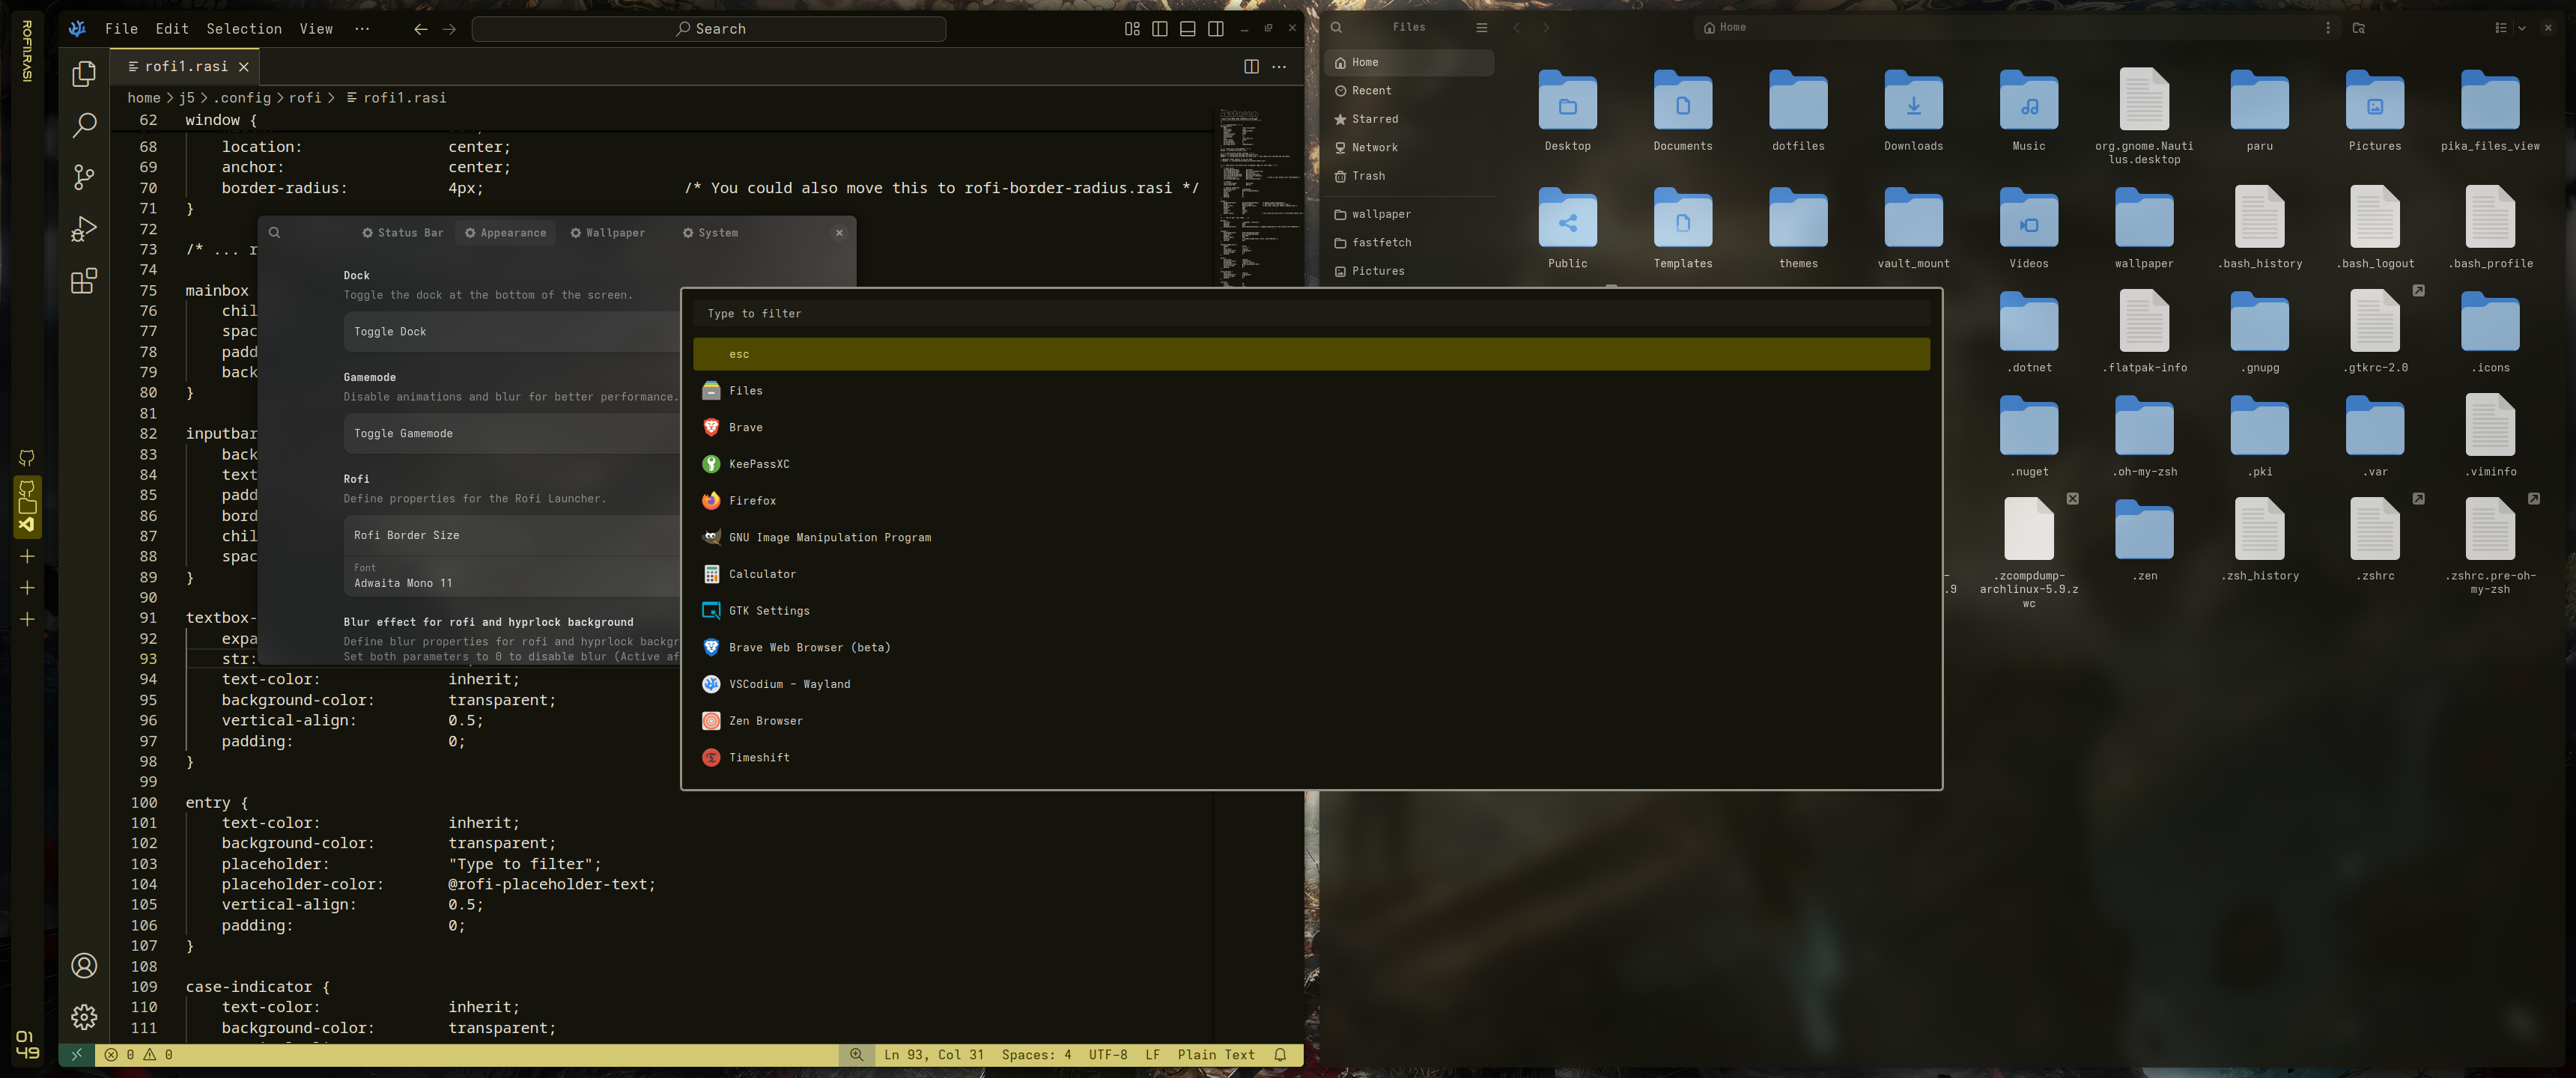 ROFI1.RASI
01
49
File Edit Selection View ···
Search
rofi1.rasi
home > j5 > .config > rofi > rofi1.rasi
62 window {
68 location: center;
69 anchor: center;
70 border-radius: 4px; /* You could also move this to rofi-border-radius.rasi */
71 }
72
73 /* ... r
74
75 mainbox
76 chil
77 spac
78 padd
79 back
80 }
81
82 inputbar
83 back
84 text
85 padd
86 bord
87 chil
88 spac
89 }
90
91 textbox-
92 expa
93 str:
94 text-color: inherit;
95 background-color: transparent;
96 vertical-align: 0.5;
97 padding: 0;
98 }
99
100 entry {
101 text-color: inherit;
102 background-color: transparent;
103 placeholder: "Type to filter";
104 placeholder-color: @rofi-placeholder-text;
105 vertical-align: 0.5;
106 padding: 0;
107 }
108
109 case-indicator {
110 text-color: inherit;
111 background-color: transparent;
0 0
Ln 93, Col 31 Spaces: 4 UTF-8 LF Plain Text
Status Bar Appearance Wallpaper System
Dock
Toggle the dock at the bottom of the screen.
Toggle Dock
Gamemode
Disable animations and blur for better performance.
Toggle Gamemode
Rofi
Define properties for the Rofi Launcher.
Rofi Border Size
Font
Adwaita Mono 11
Blur effect for rofi and hyprlock background
Define blur properties for rofi and hyprlock backgr
Set both parameters to 0 to disable blur (Active af
Type to filter
esc
Files
Brave
KeePassXC
Firefox
GNU Image Manipulation Program
Calculator
GTK Settings
Brave Web Browser (beta)
VSCodium - Wayland
Zen Browser
Timeshift
Files
Home
Home
Recent
Starred
Network
Trash
wallpaper
fastfetch
Pictures
Desktop
Documents
dotfiles
Downloads
Music
org.gnome.Nauti
lus.desktop
paru
Pictures
pika_files_view
Public
Templates
themes
vault_mount
Videos
wallpaper
.bash_history
.bash_logout
.bash_profile
.dotnet
.flatpak-info
.gnupg
.gtkrc-2.0
.icons
.nuget
.oh-my-zsh
.pki
.var
.viminfo
-
.9
.zcompdump-
archlinux-5.9.z
wc
.zen
.zsh_history
.zshrc
.zshrc.pre-oh-
my-zsh